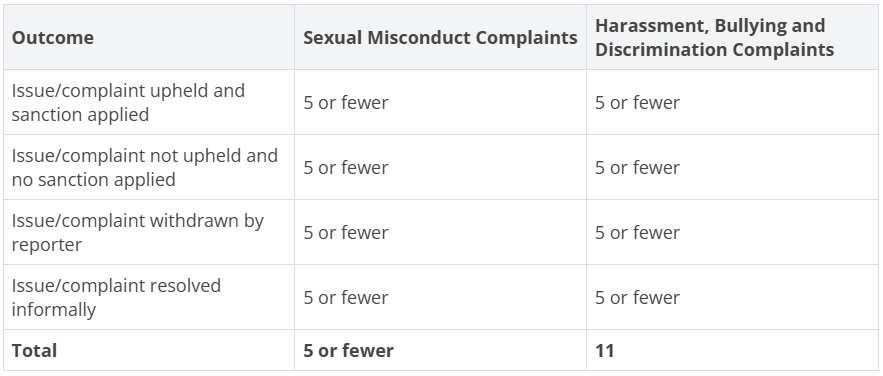 Outcome
Sexual Misconduct Complaints
Harassment, Bullying and
Discrimination Complaints
Issue/complaint upheld and
sanction applied
5 or fewer
5 or fewer
Issue/complaint not upheld and
no sanction applied
5 or fewer
5 or fewer
Issue/complaint withdrawn by
reporter
5 or fewer
5 or fewer
Issue/complaint resolved
informally
5 or fewer
5 or fewer
Total
5 or fewer
11